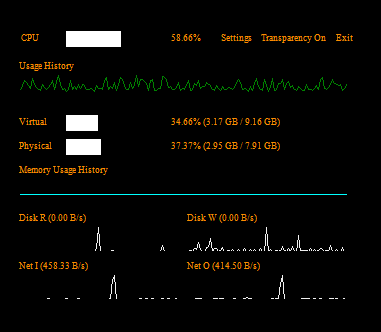 CPU 58.66% Settings Transparency On Exit
Usage History
Virtual 34.66% (3.17 GB / 9.16 GB)
Physical 37.37% (2.95 GB / 7.91 GB)
Memory Usage History
Disk R (0.00 B/s) Disk W (0.00 B/s)
Net I (458.33 B/s) Net O (414.50 B/s)